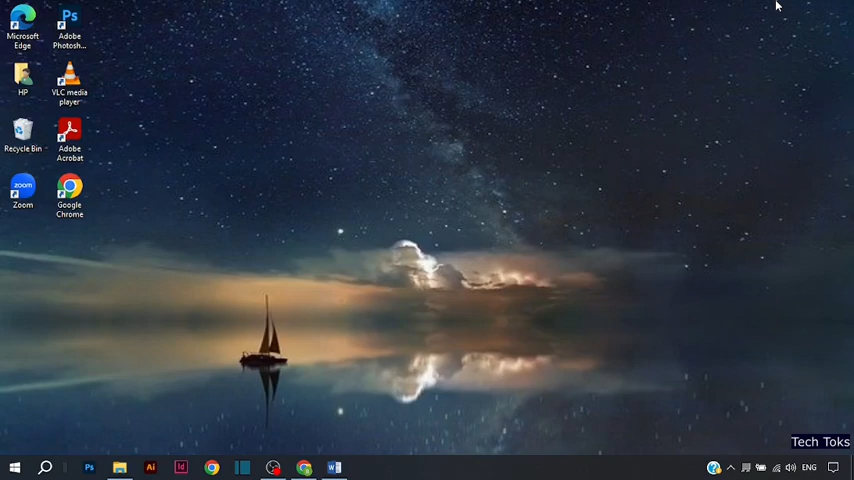 Microsoft
Edge
Adobe
Photosh...
HP
VLC media
player
Recycle Bin
Adobe
Acrobat
zoom
Zoom
Google
Chrome
Ps
Tech Toks
Ps
Ai
Id
W
ENG